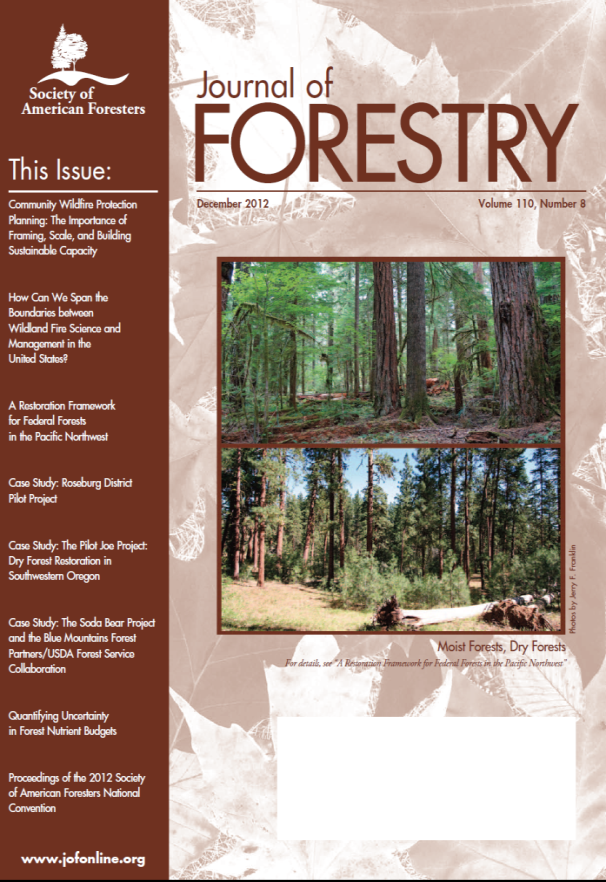 Society of
American Foresters
This Issue:
Community Wildfire Protection
Planning: The Importance of
Framing, Scale, and Building
Sustainable Capacity
How Can We Span the
Boundaries between
Wildland Fire Science and
Management in the
United States?
A Restoration Framework
for Federal Forests
in the Pacific Northwest
Case Study: Roseburg District
Pilot Project
Case Study: The Pilot Joe Project:
Dry Forest Restoration in
Southwestern Oregon
Case Study: The Soda Bear Project
and the Blue Mountains Forest
Partners/USDA Forest Service
Collaboration
Quantifying Uncertainty
in Forest Nutrient Budgets
Proceedings of the 2012 Society
of American Foresters National
Convention
www.jofonline.org
Journal of
FORESTRY
December 2012
Volume 110, Number 8
Photos by Jerry F. Franklin
Moist Forests, Dry Forests
For details, see "A Restoration Framework for Federal Forests in the Pacific Northwest"